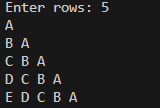 Enter rows: 5
A
B A
C B A
D C B A
E D C B A